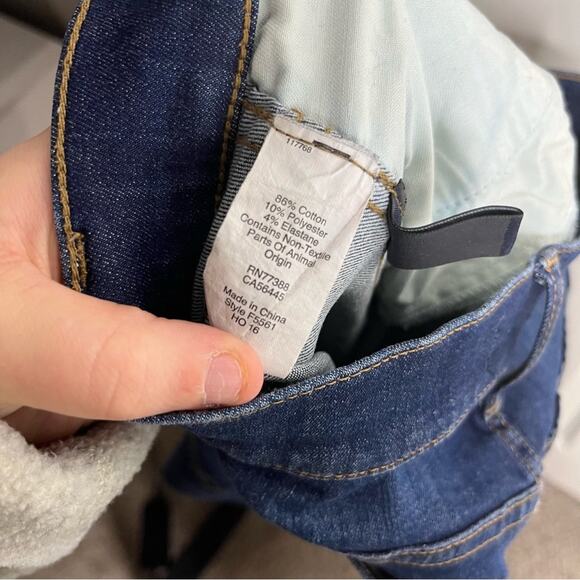 117768
86% Cotton
10% Polyester
4% Elastane
Contains Non-Textile
Parts Of Animal
Origin
RN77388
CA56445
Made in China
Style F5561
HO 16